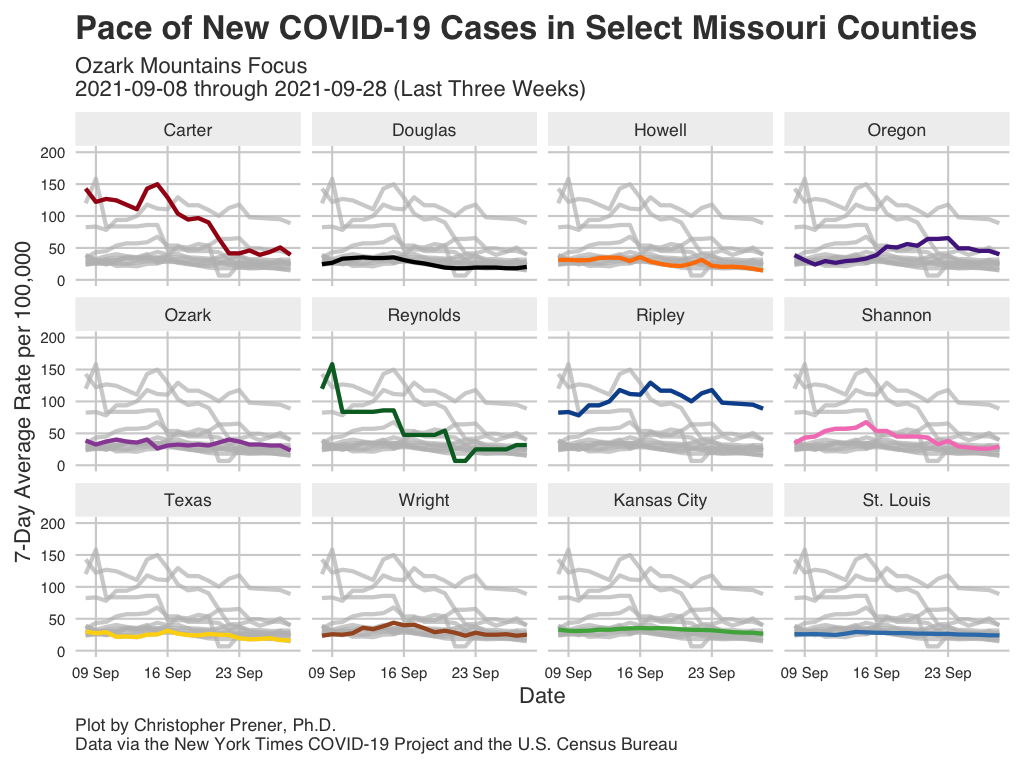 Pace of New COVID-19 Cases in Select Missouri Counties
Ozark Mountains Focus
2021-09-08 through 2021-09-28 (Last Three Weeks)
7-Day Average Rate per 100,000
Carter Douglas Howell Oregon
200
150
100
50
0
Ozark Reynolds Ripley Shannon
200
150
100
50
0
Texas Wright Kansas City St. Louis
200
150
100
50
0
09 Sep 16 Sep 23 Sep 09 Sep 16 Sep 23 Sep 09 Sep 16 Sep 23 Sep 09 Sep 16 Sep 23 Sep
Date
Plot by Christopher Prener, Ph.D.
Data via the New York Times COVID-19 Project and the U.S. Census Bureau